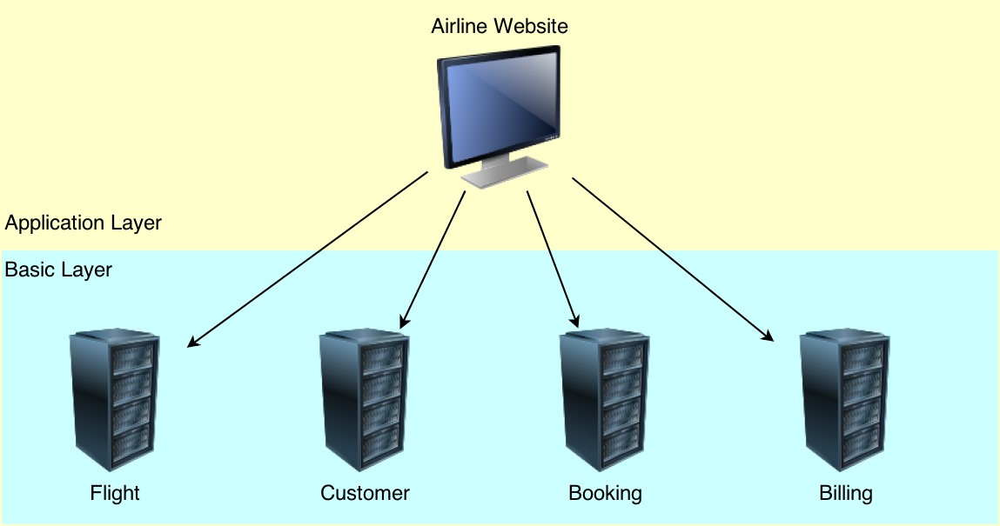 Airline Website
Application Layer
Basic Layer
Flight
Customer
Booking
Billing